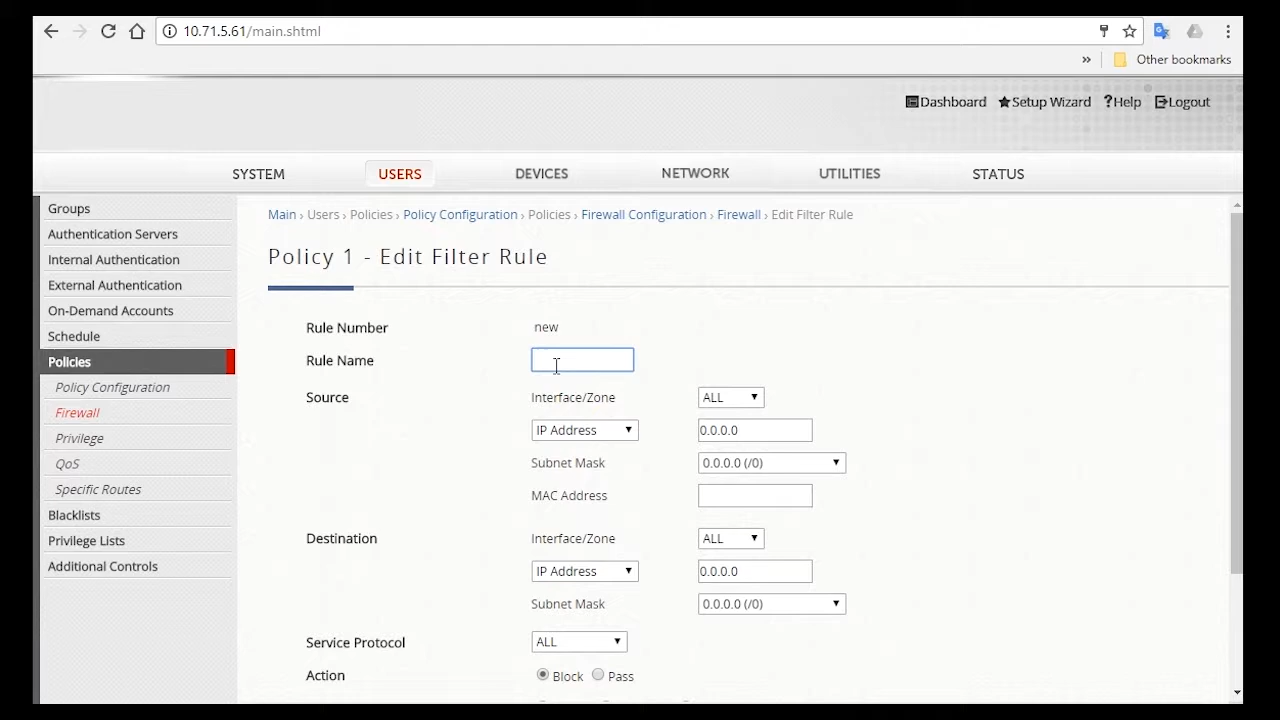 10.71.5.61/main.shtml
» Other bookmarks
Dashboard Setup Wizard ?Help Logout
SYSTEM USERS DEVICES NETWORK UTILITIES STATUS
Groups
Authentication Servers
Internal Authentication
External Authentication
On-Demand Accounts
Schedule
Policies
Policy Configuration
Firewall
Privilege
QoS
Specific Routes
Blacklists
Privilege Lists
Additional Controls
Main › Users › Policies › Policy Configuration › Policies › Firewall Configuration › Firewall › Edit Filter Rule
Policy 1 - Edit Filter Rule
Rule Number new
Rule Name
Source Interface/Zone ALL
IP Address 0.0.0.0
Subnet Mask 0.0.0.0 (/0)
MAC Address
Destination Interface/Zone ALL
IP Address 0.0.0.0
Subnet Mask 0.0.0.0 (/0)
Service Protocol ALL
Action Block Pass